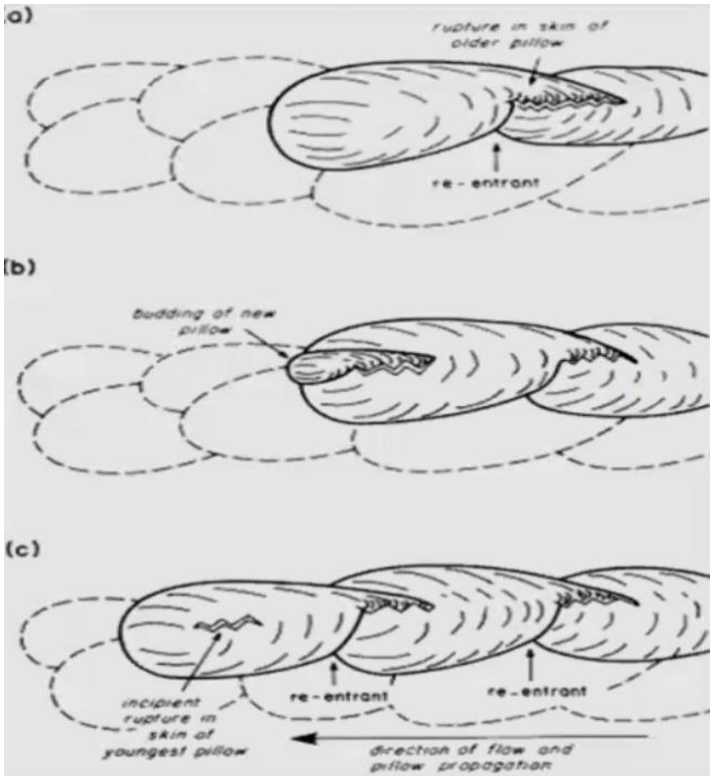 (a)
rupture in skin of
older pillow
re-entrant
(b)
budding of new
pillow
(c)
re-entrant
re-entrant
incipient
rupture in
skin of
youngest pillow
direction of flow and
pillow propagation